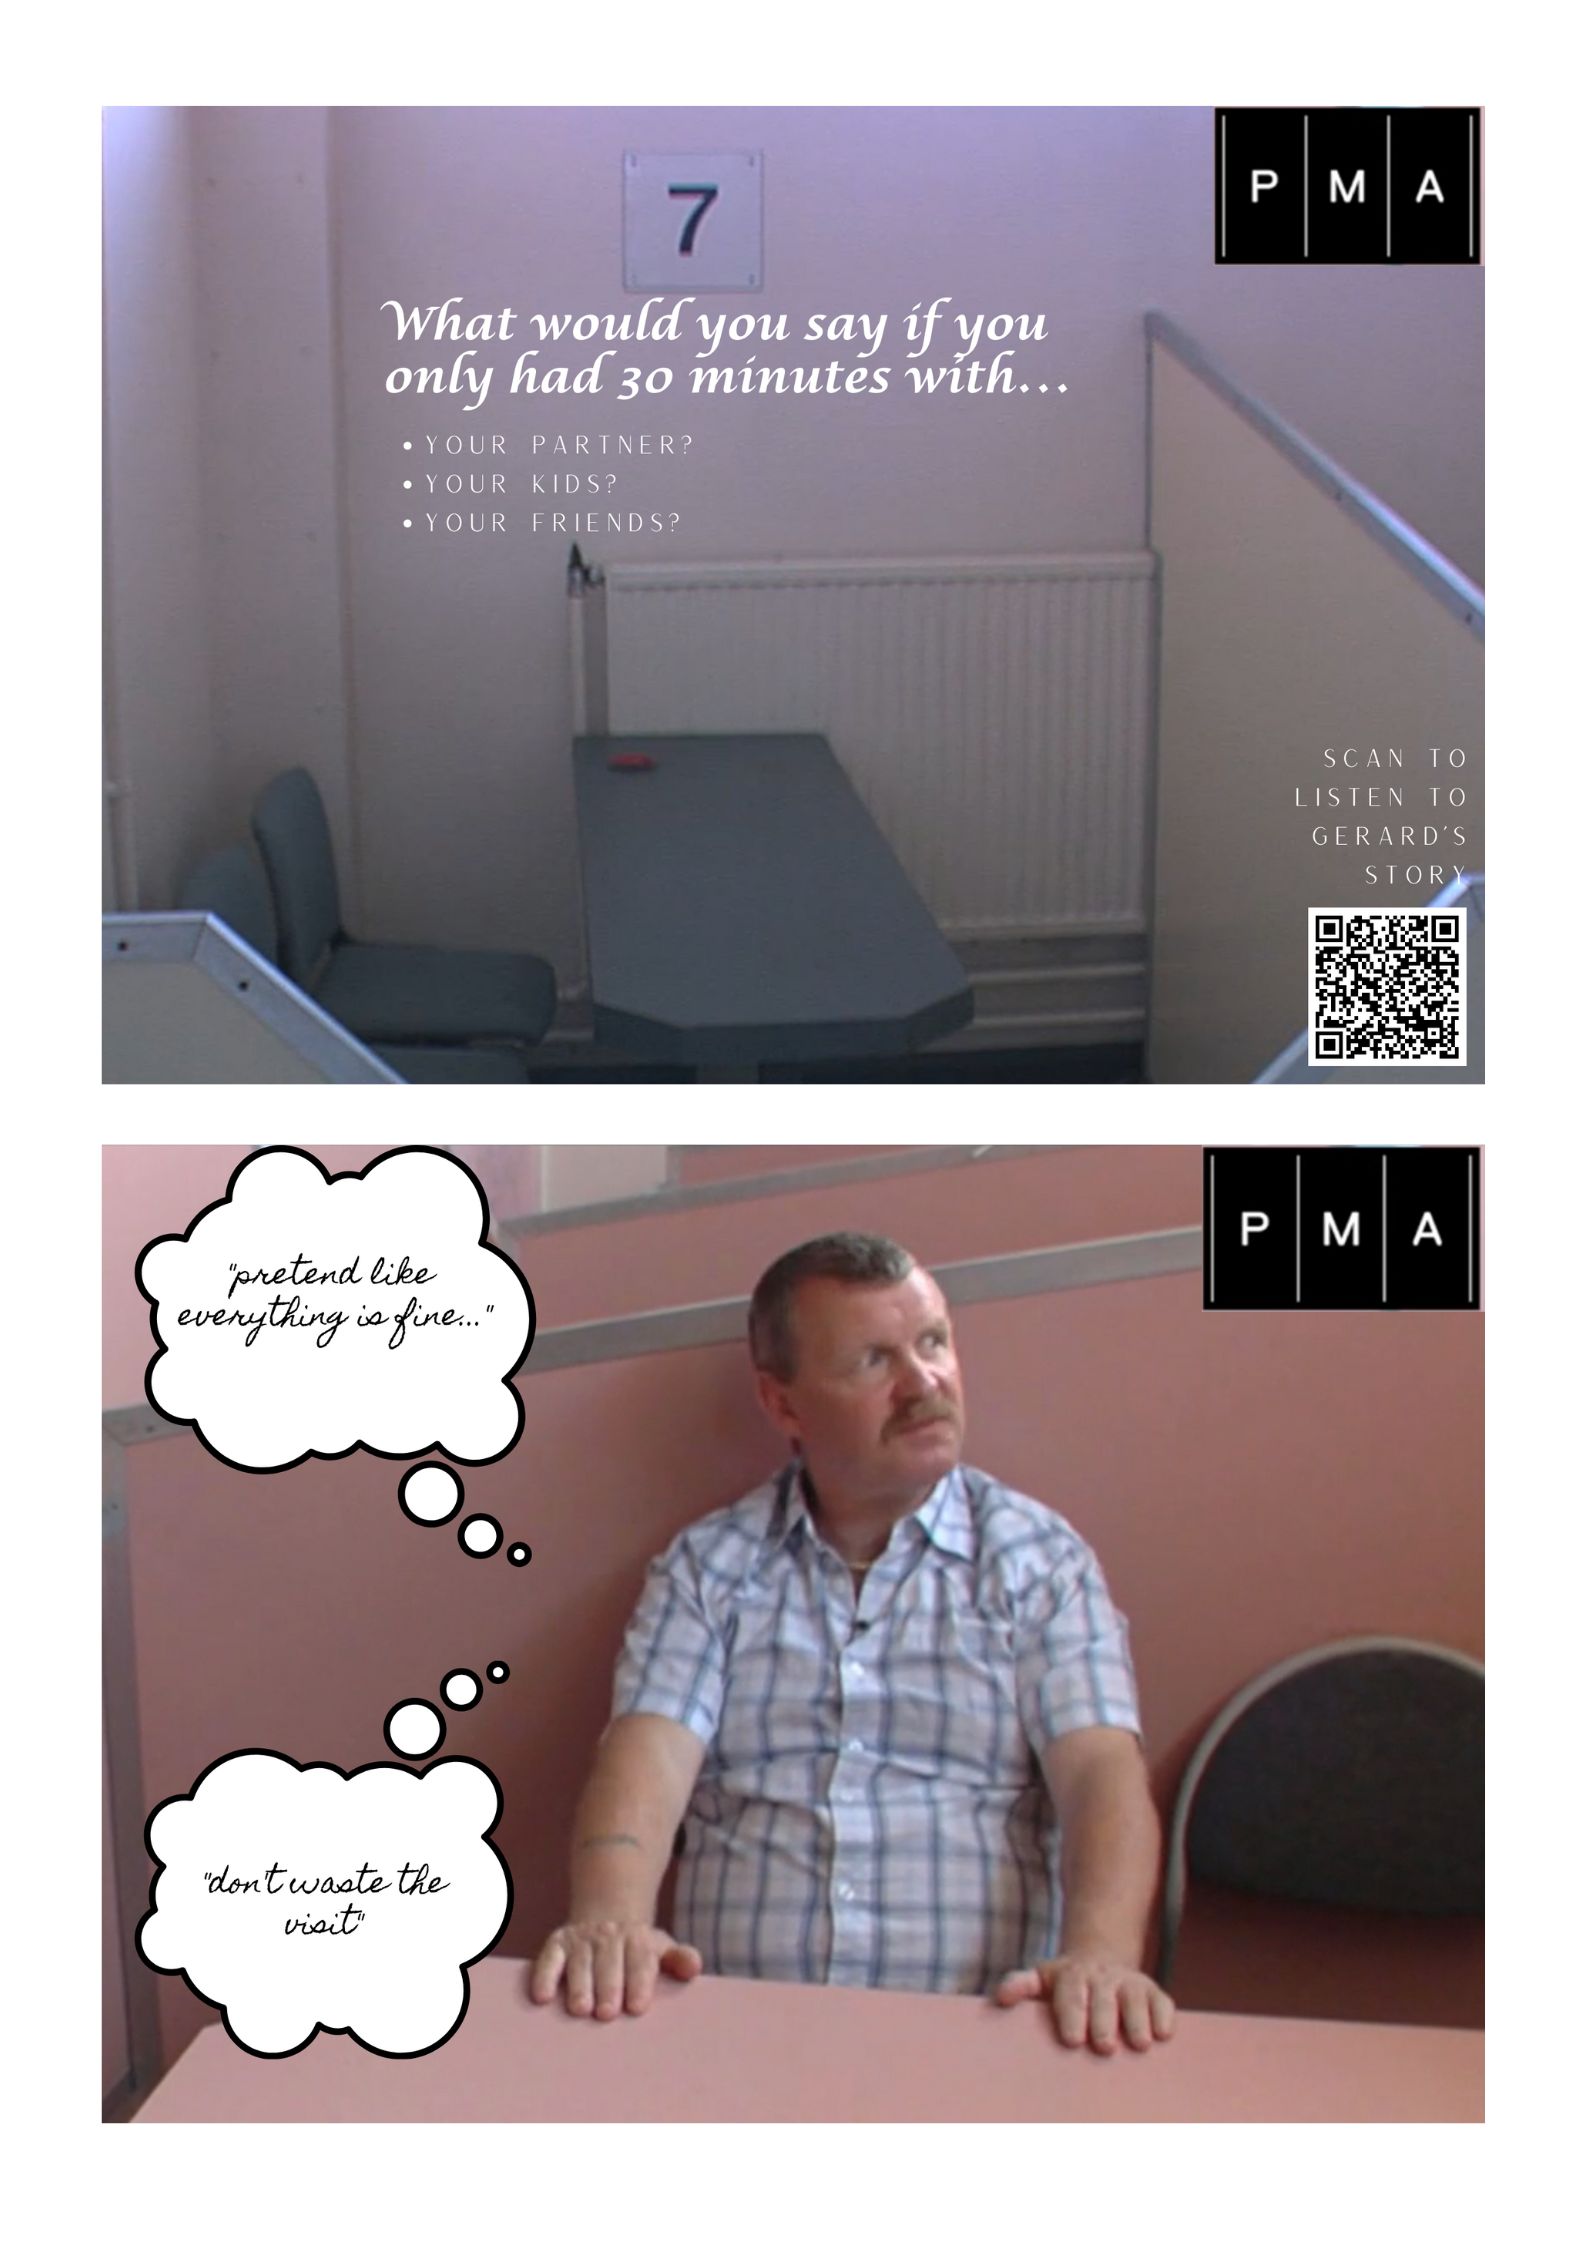 7
P M A
What would you say if you
only had 30 minutes with...
• YOUR PARTNER?
• YOUR KIDS?
• YOUR FRIENDS?
SCAN TO
LISTEN TO
GERARD'S
STORY
P M A
"pretend like
everything is fine..."
"don't waste the
visit"